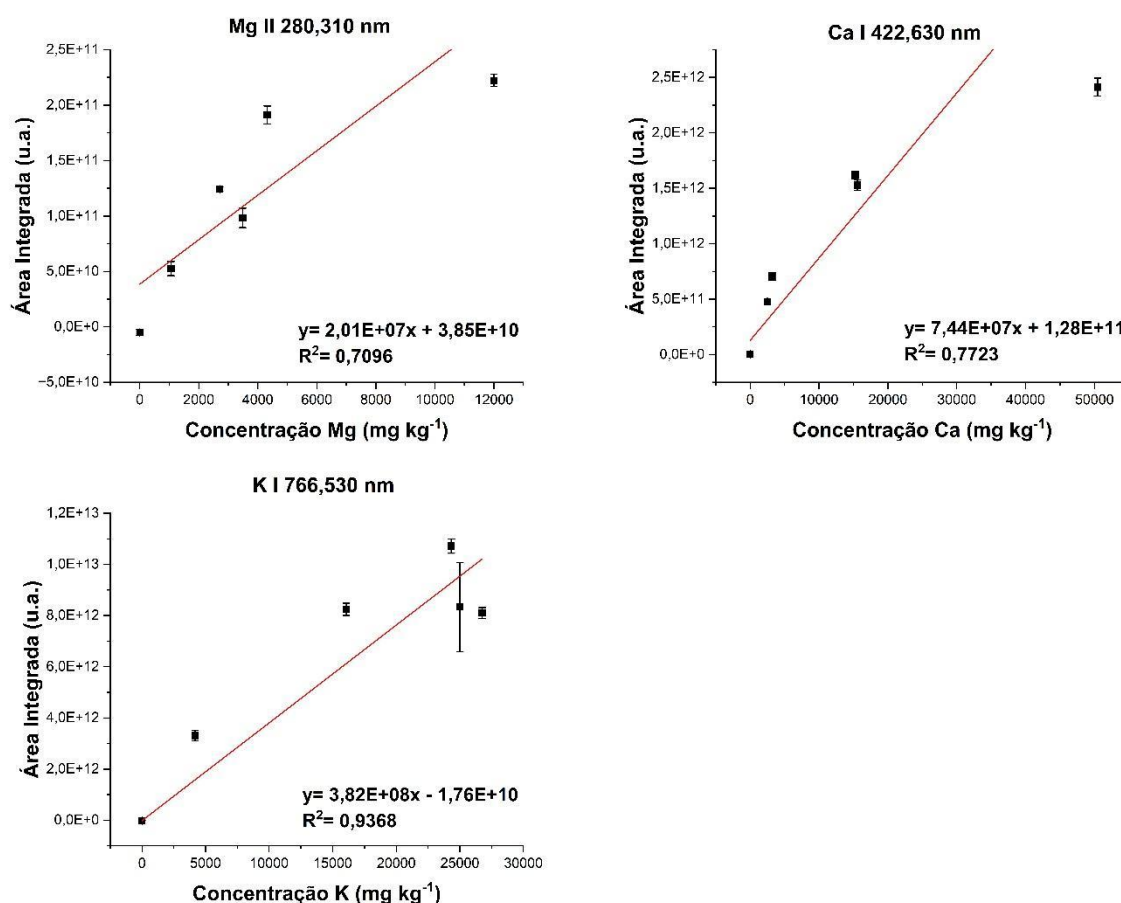 Mg II 280,310 nm
2,5E+11
2,0E+11
1,5E+11
1,0E+11
5,0E+10
0,0E+0
−5,0E+10
Área Integrada (u.a.)
y= 2,01E+07x + 3,85E+10
R²= 0,7096
0 2000 4000 6000 8000 10000 12000
Concentração Mg (mg kg⁻¹)
Ca I 422,630 nm
2,5E+12
2,0E+12
1,5E+12
1,0E+12
5,0E+11
0,0E+0
Área Integrada (u.a.)
y= 7,44E+07x + 1,28E+11
R²= 0,7723
0 10000 20000 30000 40000 50000
Concentração Ca (mg kg⁻¹)
K I 766,530 nm
1,2E+13
1,0E+13
8,0E+12
6,0E+12
4,0E+12
2,0E+12
0,0E+0
Área Integrada (u.a.)
y= 3,82E+08x - 1,76E+10
R²= 0,9368
0 5000 10000 15000 20000 25000 30000
Concentração K (mg kg⁻¹)